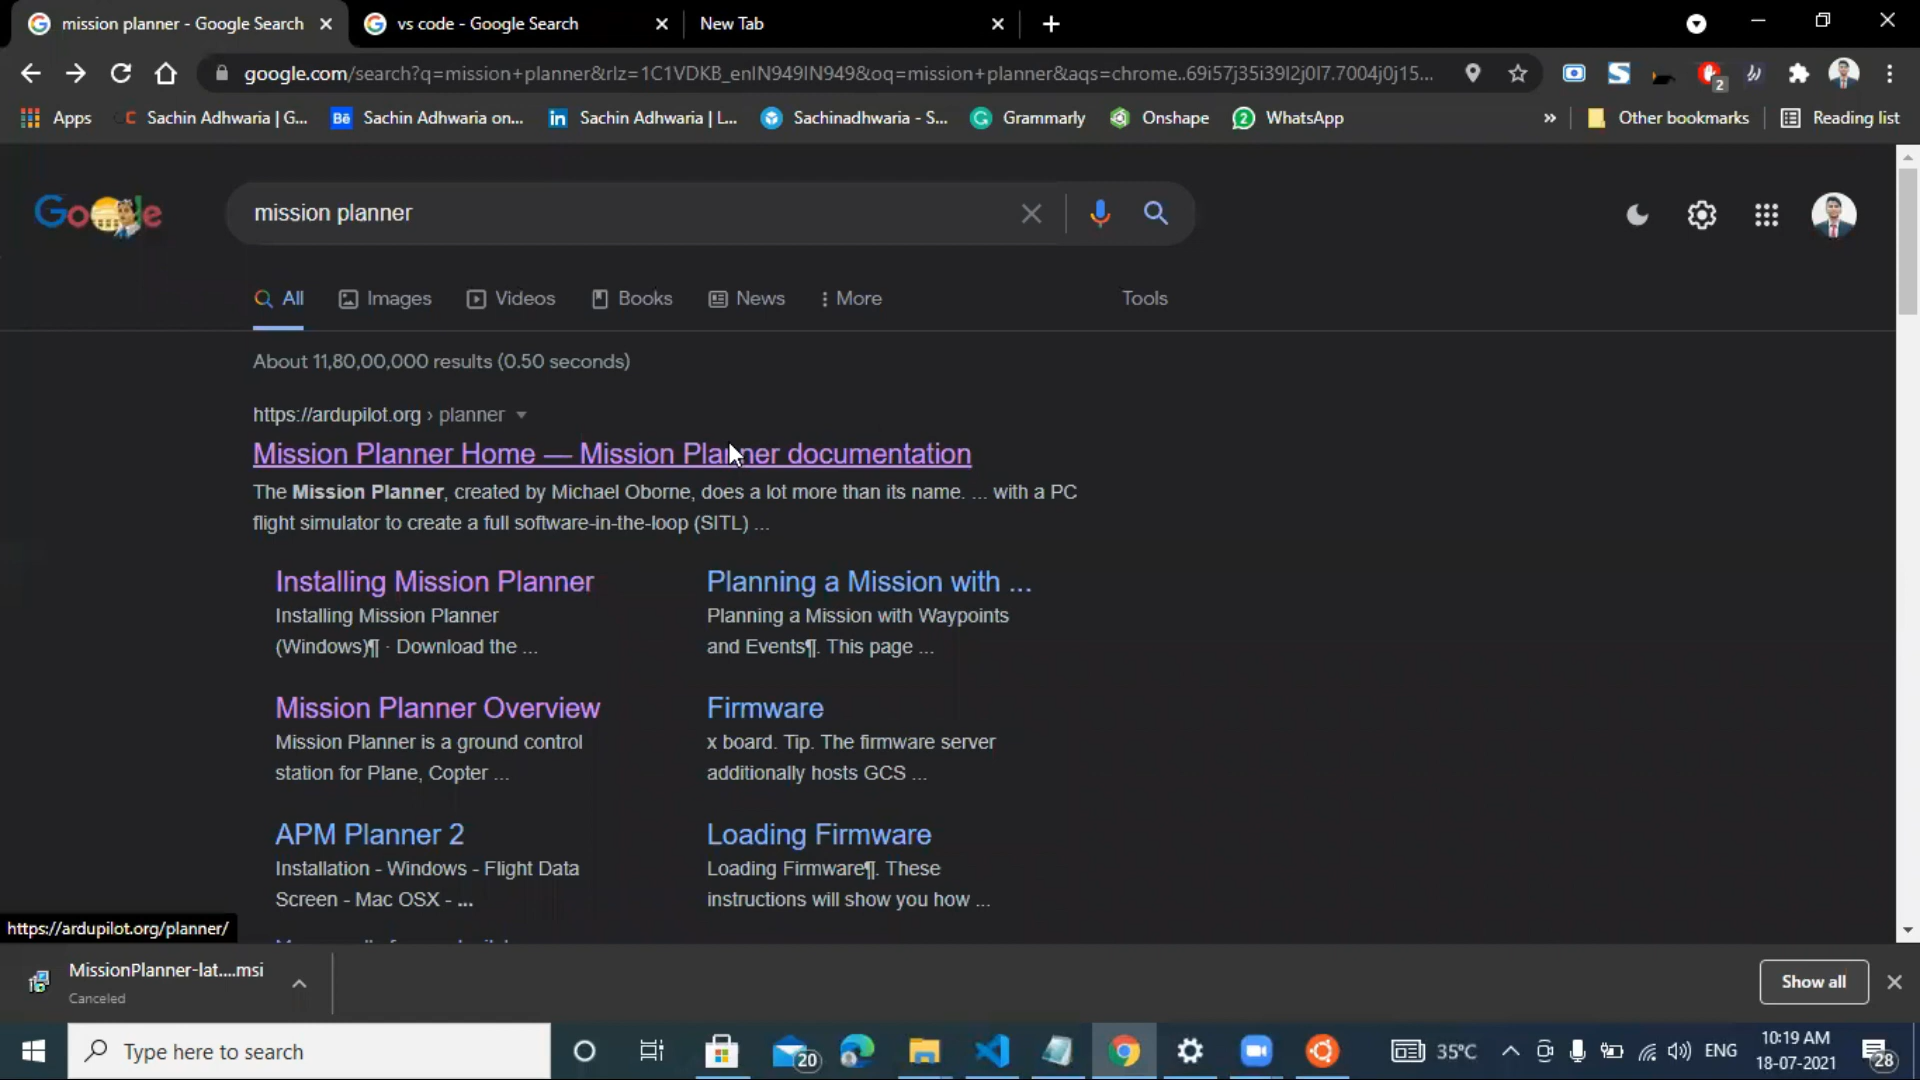 mission planner - Google Search
vs code - Google Search
New Tab
google.com/search?q=mission+planner&rlz=1C1VDKB_enIN949IN949&oq=mission+planner&aqs=chrome..69i57j35i39l2j0l7.7004j0j15...
2
Apps
Sachin Adhwaria | G...
Sachin Adhwaria on...
Sachin Adhwaria | L...
Sachinadhwaria - S...
Grammarly
Onshape
WhatsApp
»
Other bookmarks
Reading list
Google
mission planner
All
Images
Videos
Books
News
More
Tools
About 11,80,00,000 results (0.50 seconds)
https://ardupilot.org › planner
Mission Planner Home — Mission Planner documentation
The Mission Planner, created by Michael Oborne, does a lot more than its name. ... with a PC
flight simulator to create a full software-in-the-loop (SITL) ...
Installing Mission Planner
Installing Mission Planner
(Windows)¶ · Download the ...
Planning a Mission with ...
Planning a Mission with Waypoints
and Events¶. This page ...
Mission Planner Overview
Mission Planner is a ground control
station for Plane, Copter ...
Firmware
x board. Tip. The firmware server
additionally hosts GCS ...
APM Planner 2
Installation - Windows - Flight Data
Screen - Mac OSX - ...
Loading Firmware
Loading Firmware¶. These
instructions will show you how ...
https://ardupilot.org/planner/
MissionPlanner-lat....msi
Canceled
Show all
Type here to search
20
35°C
ENG
10:19 AM
18-07-2021
28